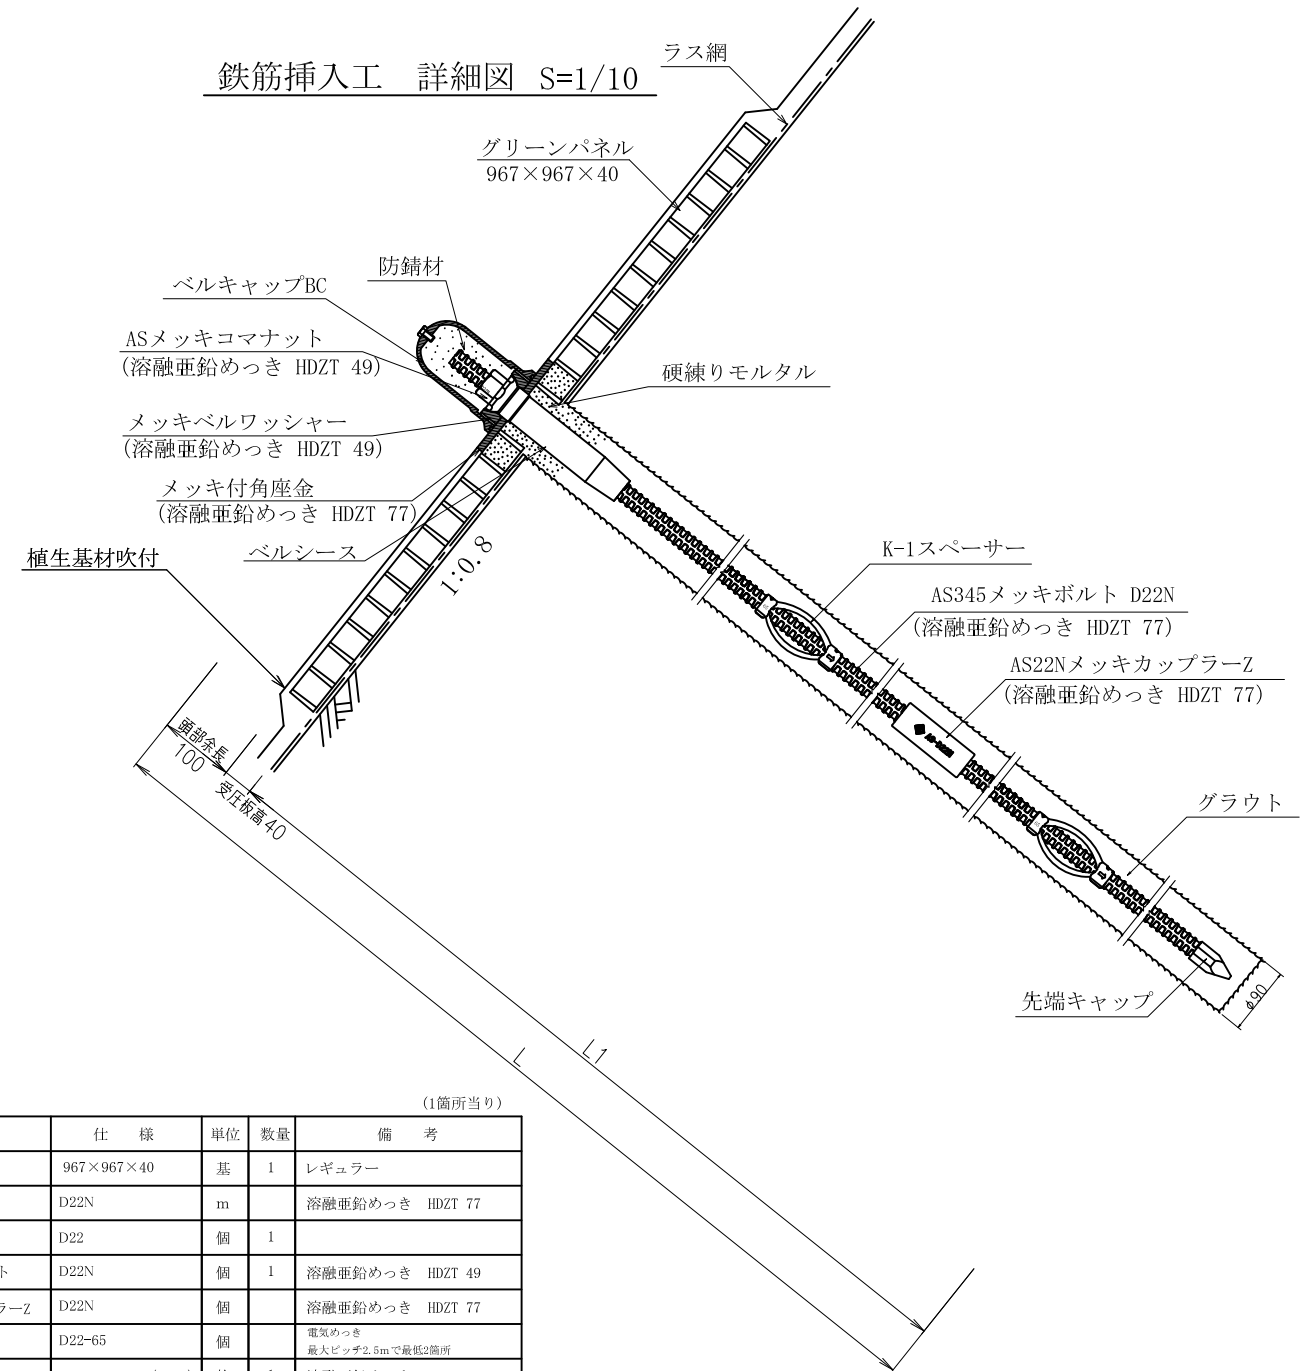 鉄筋挿入工　詳細図　S=1/10
ラス網
グリーンパネル
967×967×40
防錆材
ベルキャップBC
ASメッキコマナット
(溶融亜鉛めっき HDZT 49)
硬練りモルタル
メッキベルワッシャー
(溶融亜鉛めっき HDZT 49)
メッキ付角座金
(溶融亜鉛めっき HDZT 77)
ベルシース
植生基材吹付
1:0.8
K-1スペーサー
AS345メッキボルト D22N
(溶融亜鉛めっき HDZT 77)
AS22NメッキカップラーZ
(溶融亜鉛めっき HDZT 77)
グラウト
先端キャップ
φ90
頭部余長
100
受圧板高40
L1
L
(1箇所当り)
仕　様 単位 数量 備　考
967×967×40 基 1 レギュラー
D22N m 溶融亜鉛めっき HDZT 77
D22 個 1
ト D22N 個 1 溶融亜鉛めっき HDZT 49
ラーZ D22N 個 溶融亜鉛めっき HDZT 77
D22-65 個 電気めっき
最大ピッチ2.5mで最低2箇所